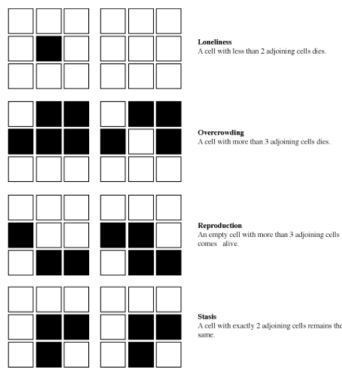 Loneliness
A cell with less than 2 adjoining cells dies.
Overcrowding
A cell with more than 3 adjoining cells dies.
Reproduction
An empty cell with more than 3 adjoining cells
comes alive.
Stasis
A cell with exactly 2 adjoining cells remains the
same.